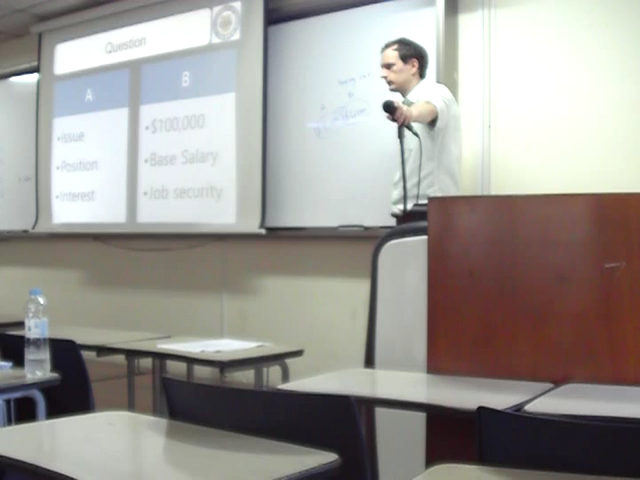 Question
A
•Issue
•Position
•Interest
B
•$100,000
•Base Salary
•Job security